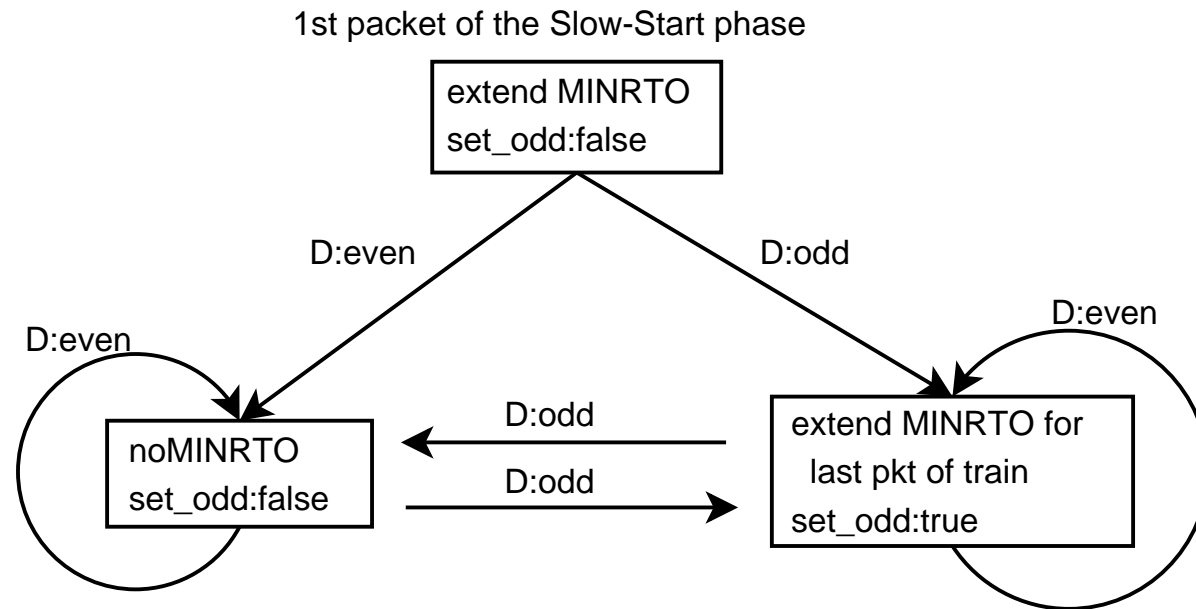 1st packet of the Slow-Start phase
extend MINRTO
set_odd:false
D:even
D:odd
D:even
D:even
D:odd
noMINRTO
set_odd:false
D:odd
extend MINRTO for
last pkt of train
set_odd:true